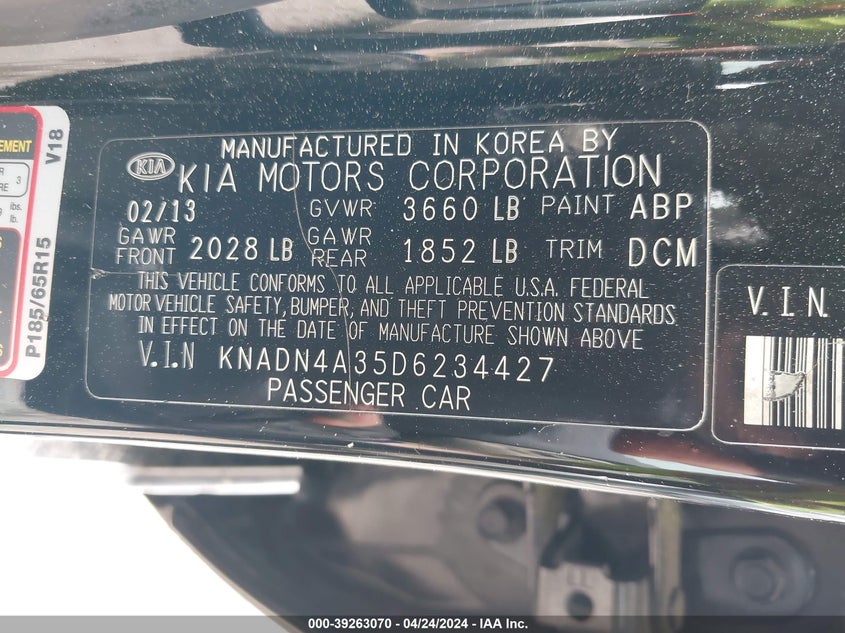 MANUFACTURED IN KOREA BY
KIA KIA MOTORS CORPORATION
02/13 GVWR 3660 LB PAINT ABP
GAWR FRONT 2028 LB GAWR REAR 1852 LB TRIM DCM
THIS VEHICLE CONFORMS TO ALL APPLICABLE U.S.A. FEDERAL
MOTOR VEHICLE SAFETY, BUMPER, AND THEFT PREVENTION STANDARDS
IN EFFECT ON THE DATE OF MANUFACTURE SHOWN ABOVE
V.I.N KNADN4A35D6234427
PASSENGER CAR
V.I.N.
P185/65R15
V18
3
lbs.
lb.
000-39263070 - 04/24/2024 - IAA Inc.